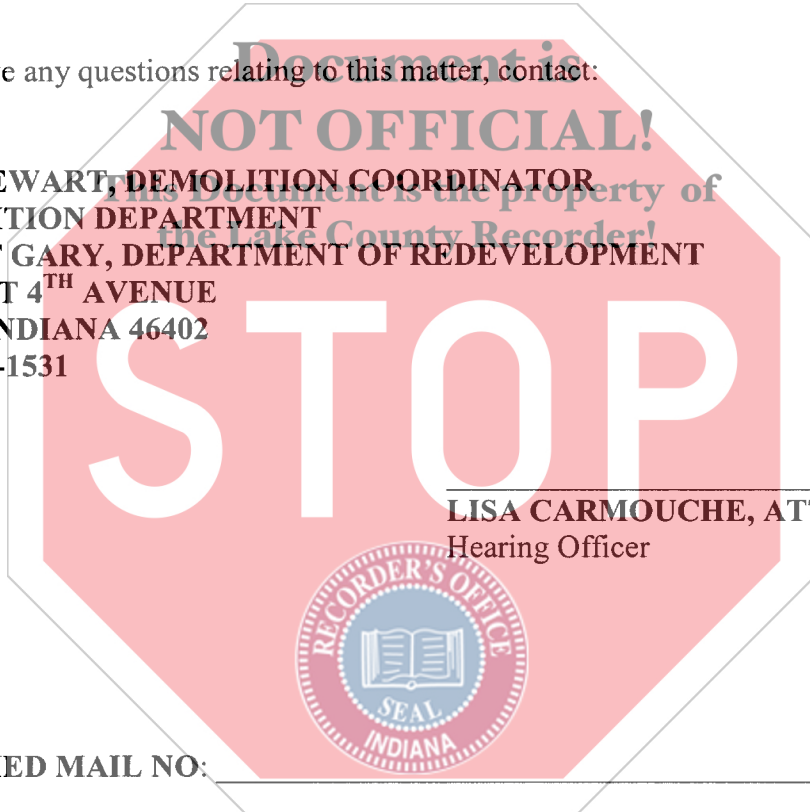 Document is
e any questions relating to this matter, contact:
NOT OFFICIAL!
EWART, DEMOLITION COORDINATOR
This Document is the property of
ITION DEPARTMENT
the Lake County Recorder!
GARY, DEPARTMENT OF REDEVELOPMENT
T 4TH AVENUE
NDIANA 46402
-1531
STOP
LISA CARMOUCHE, AT
Hearing Officer
RECORDER'S OFFICE
SEAL
INDIANA
ED MAIL NO: